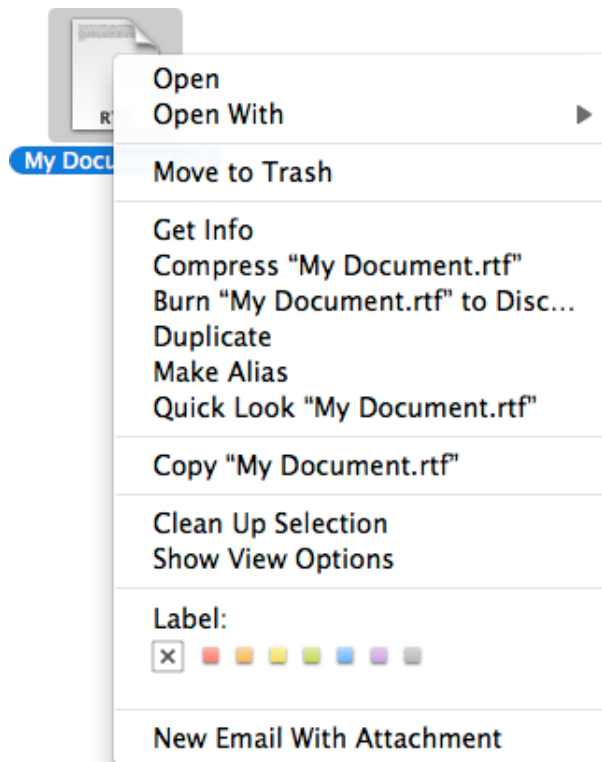 RT
My Docu
Open
Open With
Move to Trash
Get Info
Compress “My Document.rtf”
Burn “My Document.rtf” to Disc...
Duplicate
Make Alias
Quick Look “My Document.rtf”
Copy “My Document.rtf”
Clean Up Selection
Show View Options
Label:
New Email With Attachment